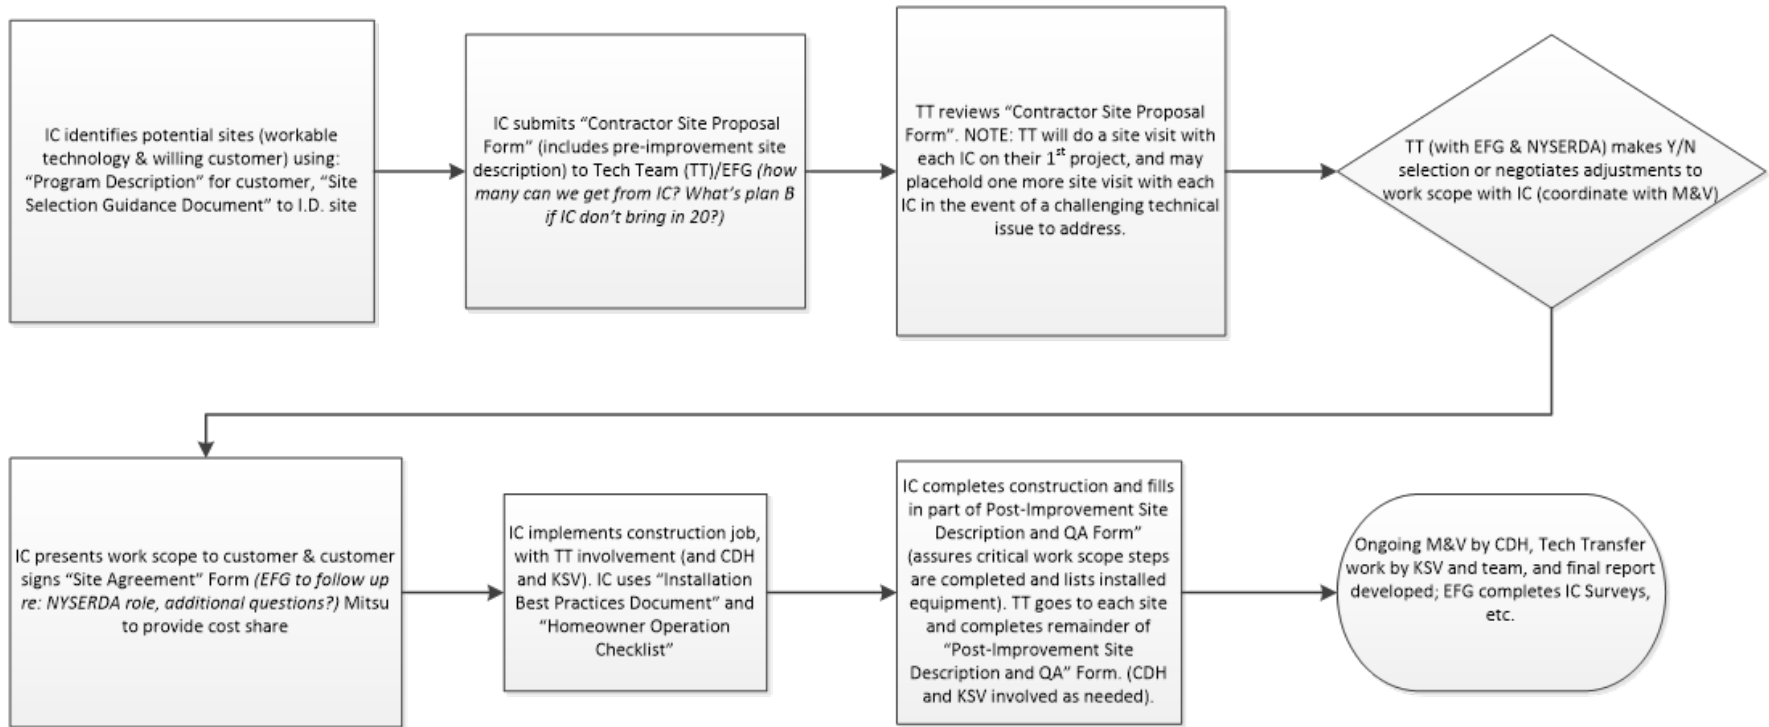 IC identifies potential sites (workable
technology & willing customer) using:
“Program Description” for customer, “Site
Selection Guidance Document” to I.D. site
IC submits “Contractor Site Proposal
Form” (includes pre-improvement site
description) to Tech Team (TT)/EFG (how
many can we get from IC? What’s plan B
if IC don’t bring in 20?)
TT reviews “Contractor Site Proposal
Form”. NOTE: TT will do a site visit with
each IC on their 1st project, and may
placehold one more site visit with each
IC in the event of a challenging technical
issue to address.
TT (with EFG & NYSERDA) makes Y/N
selection or negotiates adjustments to
work scope with IC (coordinate with M&V)
IC presents work scope to customer & customer
signs “Site Agreement” Form (EFG to follow up
re: NYSERDA role, additional questions?) Mitsu
to provide cost share
IC implements construction job,
with TT involvement (and CDH
and KSV). IC uses “Installation
Best Practices Document” and
“Homeowner Operation
Checklist”
IC completes construction and fills
in part of Post-Improvement Site
Description and QA Form”
(assures critical work scope steps
are completed and lists installed
equipment). TT goes to each site
and completes remainder of
“Post-Improvement Site
Description and QA” Form. (CDH
and KSV involved as needed).
Ongoing M&V by CDH, Tech Transfer
work by KSV and team, and final report
developed; EFG completes IC Surveys,
etc.